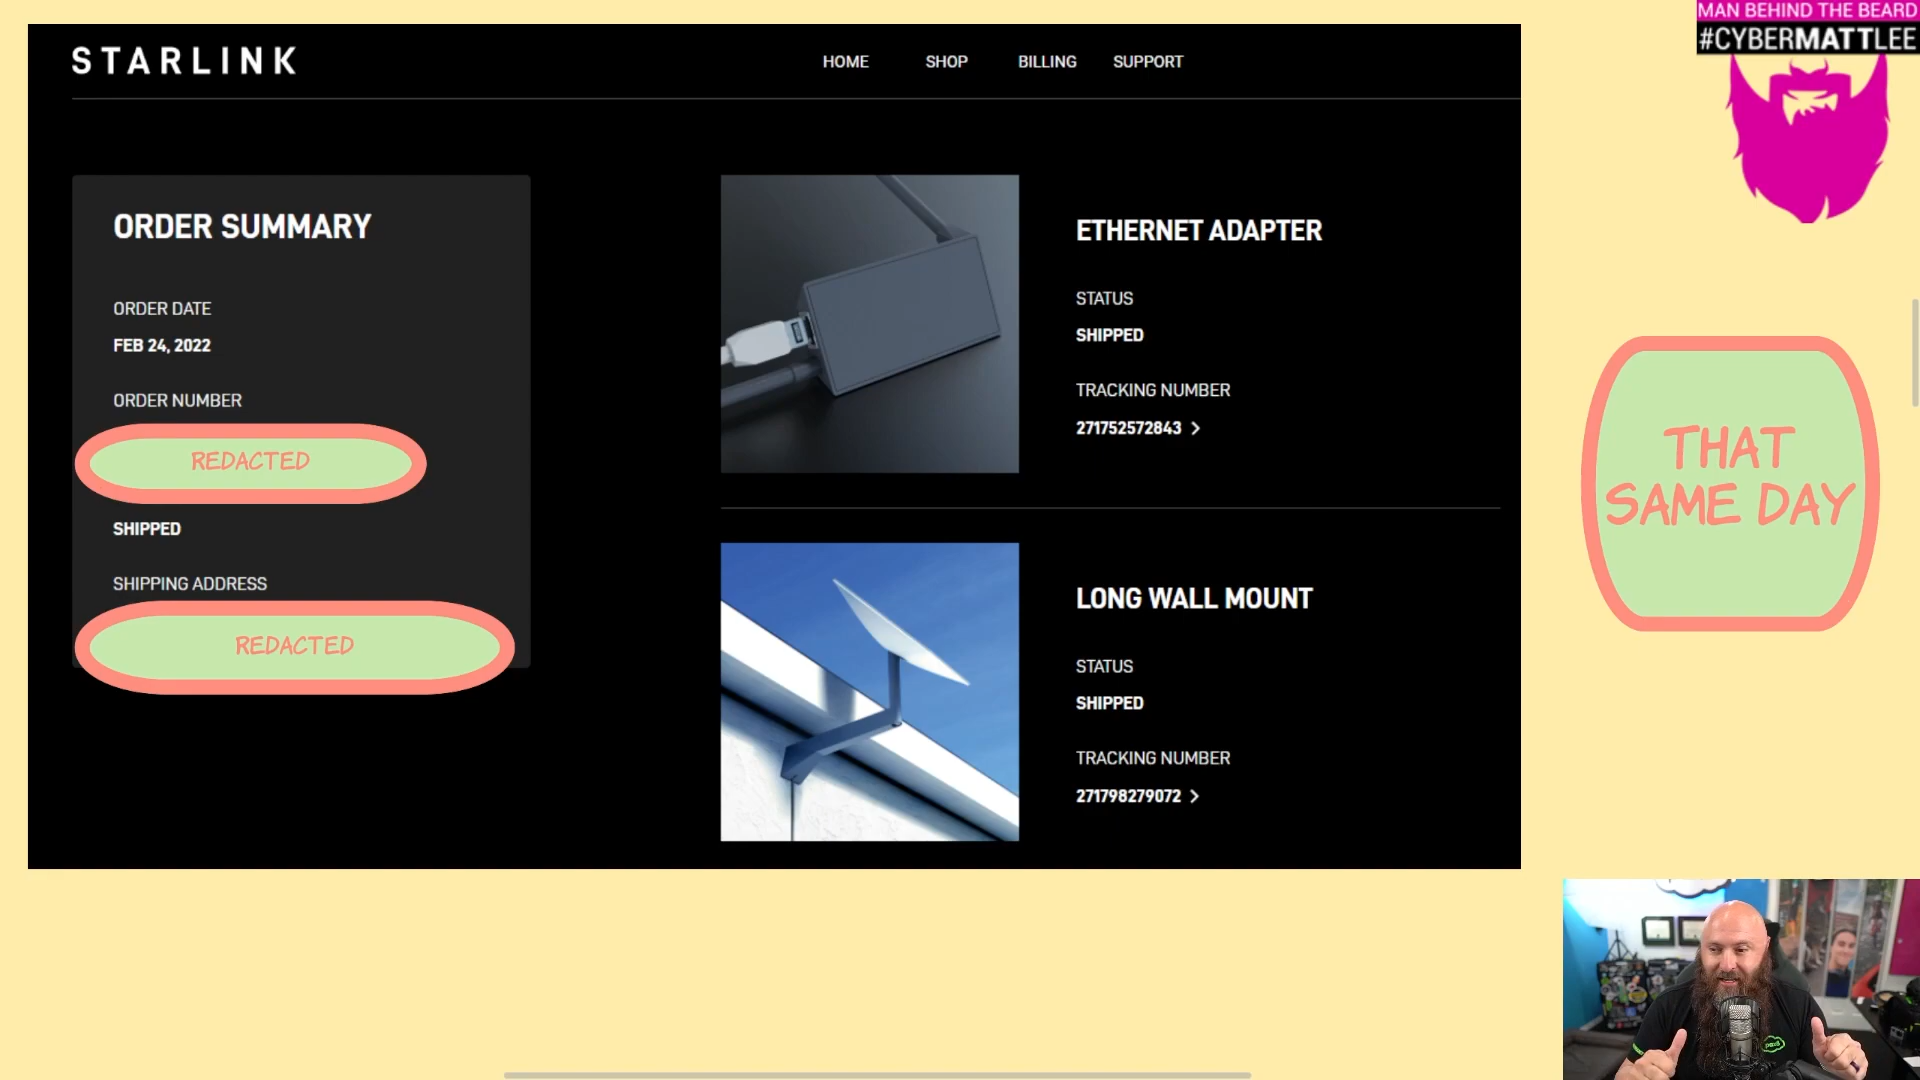 MAN BEHIND THE BEARD
#CYBERMATTLEE
STARLINK
HOME SHOP BILLING SUPPORT
ORDER SUMMARY
ORDER DATE
FEB 24, 2022
ORDER NUMBER
REDACTED
SHIPPED
SHIPPING ADDRESS
REDACTED
ETHERNET ADAPTER
STATUS
SHIPPED
TRACKING NUMBER
271752572843
LONG WALL MOUNT
STATUS
SHIPPED
TRACKING NUMBER
271798279072
THAT
SAME DAY